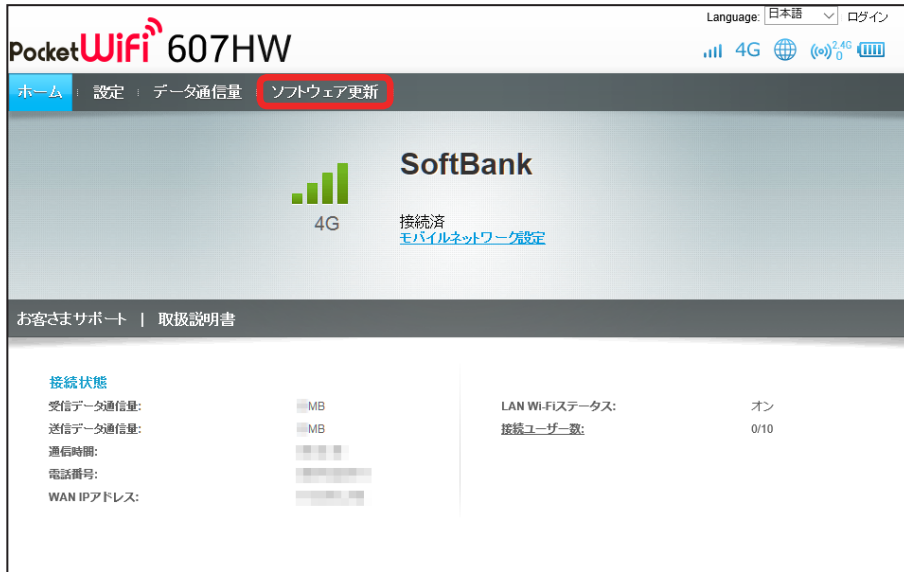 Language: 日本語 ログイン
PocketWiFi 607HW
4G 2.4G 0
ホーム 設定 データ通信量 ソフトウェア更新
SoftBank
4G
接続済
モバイルネットワーク設定
お客さまサポート | 取扱説明書
接続状態
受信データ通信量: MB
送信データ通信量: MB
通信時間:
電話番号:
WAN IPアドレス:
LAN Wi-Fiステータス: オン
接続ユーザー数: 0/10